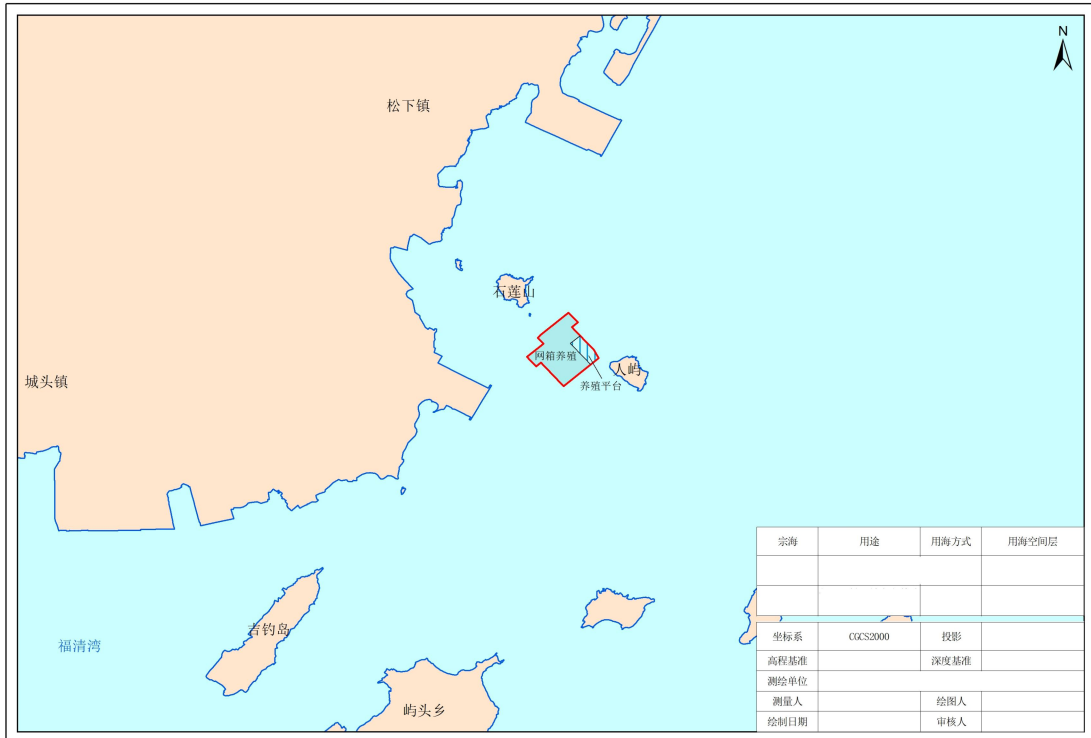 N
松下镇
石莲山
网箱养殖
人屿
养殖平台
城头镇
吉钓岛
福清湾
屿头乡
宗海 用途 用海方式 用海空间层
坐标系 CGCS2000 投影
高程基准 深度基准
测绘单位
测量人 绘图人
绘制日期 审核人